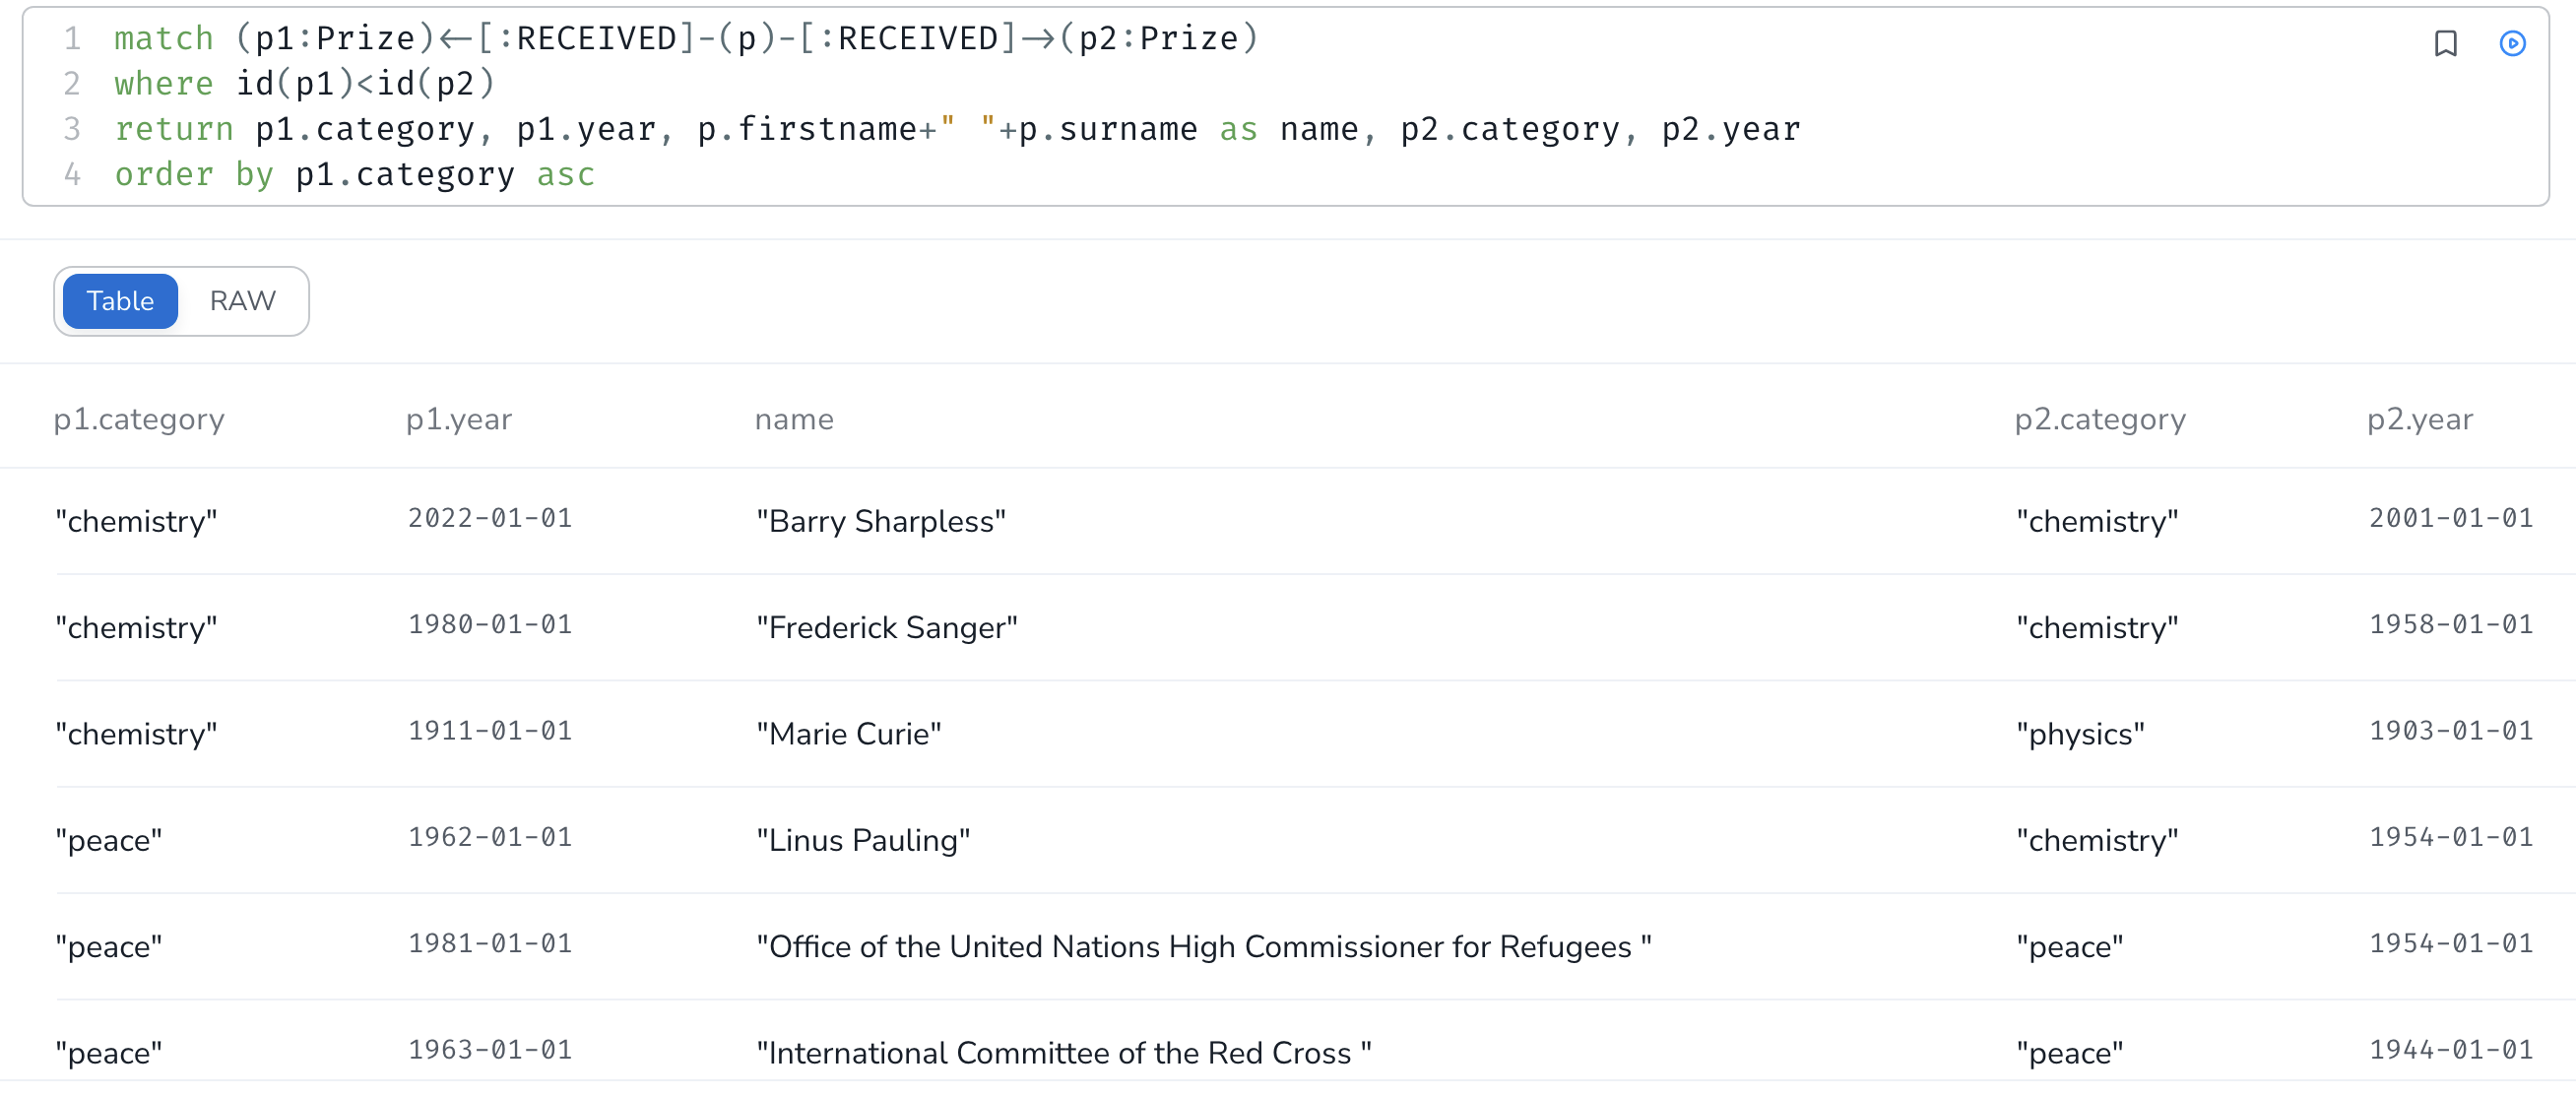 1 match (p1:Prize)<-[:RECEIVED]-(p)-[:RECEIVED]->(p2:Prize)
2 where id(p1)<id(p2)
3 return p1.category, p1.year, p.firstname+" "+p.surname as name, p2.category, p2.year
4 order by p1.category asc
Table RAW
p1.category p1.year name p2.category p2.year
"chemistry" 2022-01-01 "Barry Sharpless" "chemistry" 2001-01-01
"chemistry" 1980-01-01 "Frederick Sanger" "chemistry" 1958-01-01
"chemistry" 1911-01-01 "Marie Curie" "physics" 1903-01-01
"peace" 1962-01-01 "Linus Pauling" "chemistry" 1954-01-01
"peace" 1981-01-01 "Office of the United Nations High Commissioner for Refugees " "peace" 1954-01-01
"peace" 1963-01-01 "International Committee of the Red Cross " "peace" 1944-01-01